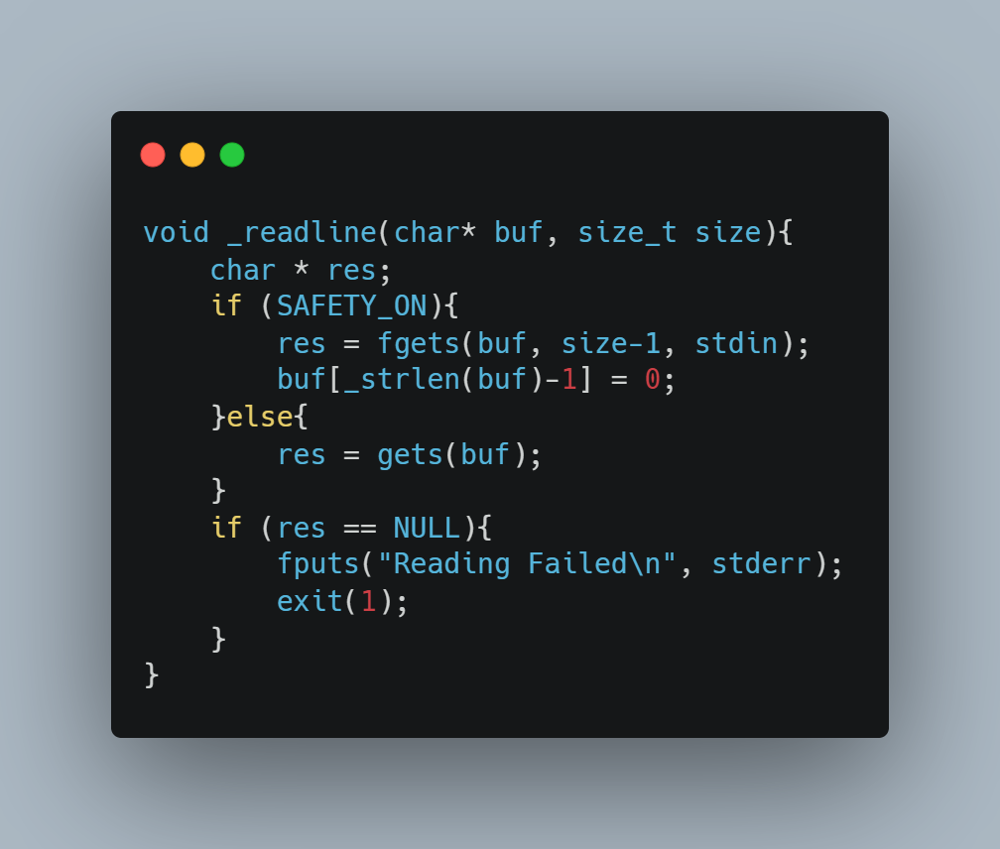 void _readline(char* buf, size_t size){
    char * res;
    if (SAFETY_ON){
        res = fgets(buf, size-1, stdin);
        buf[_strlen(buf)-1] = 0;
    }else{
        res = gets(buf);
    }
    if (res == NULL){
        fputs("Reading Failed\n", stderr);
        exit(1);
    }
}